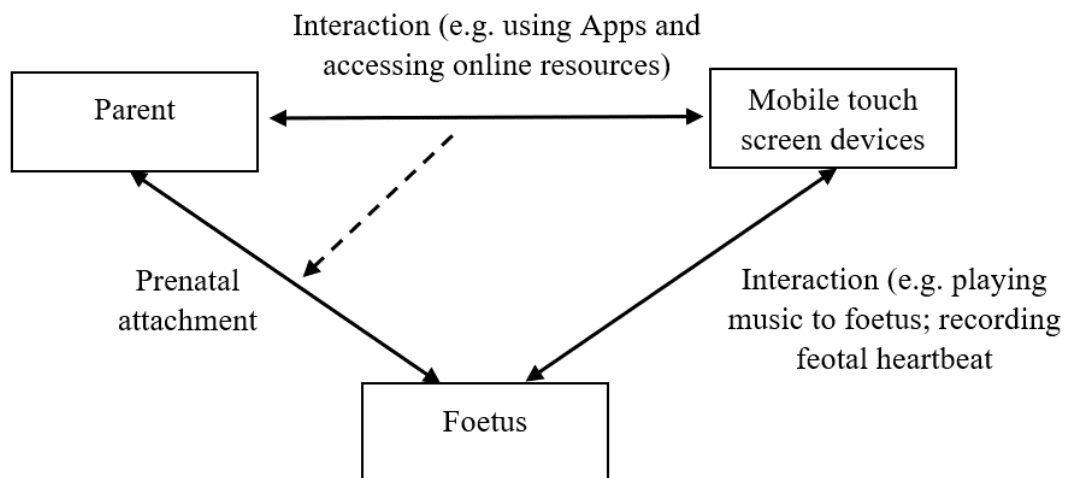 Interaction (e.g. using Apps and
accessing online resources)
Parent
Mobile touch
screen devices
Prenatal
attachment
Interaction (e.g. playing
music to foetus; recording
feotal heartbeat
Foetus